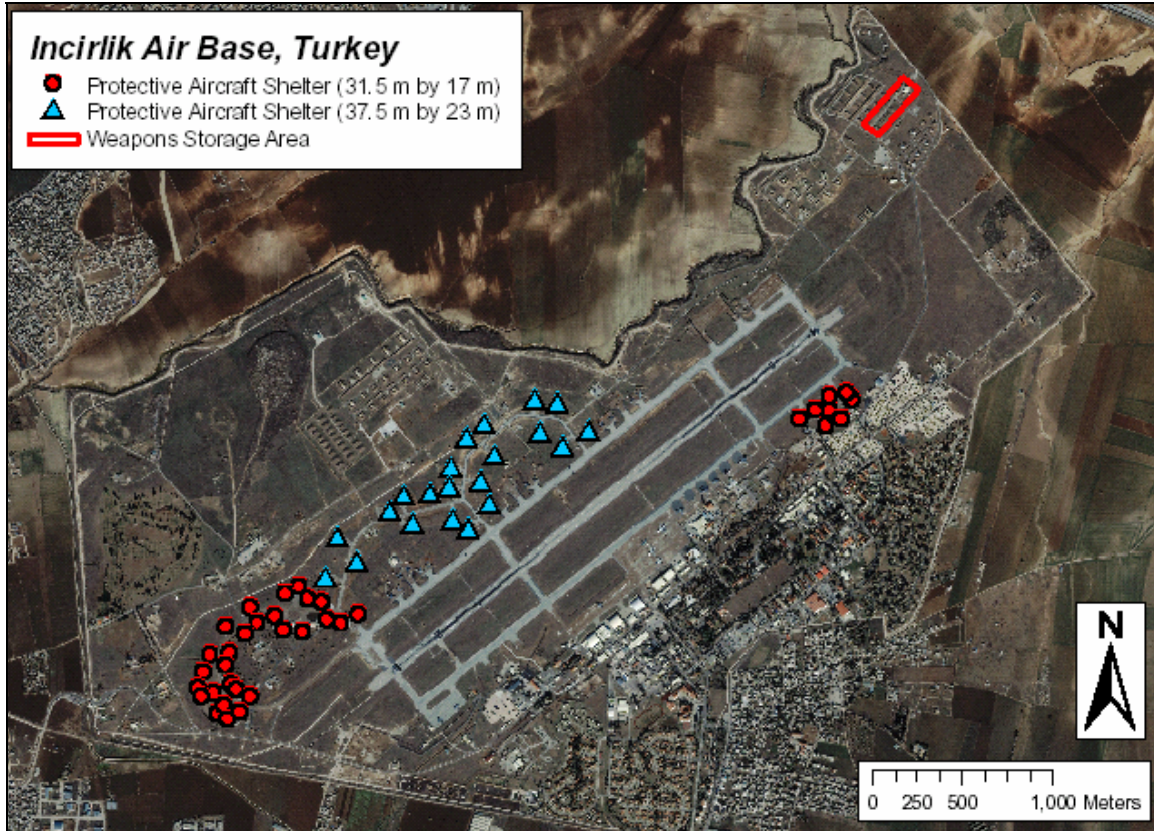 Incirlik Air Base, Turkey
Protective Aircraft Shelter (31.5 m by 17 m)
Protective Aircraft Shelter (37.5 m by 23 m)
Weapons Storage Area
N
0 250 500 1,000 Meters